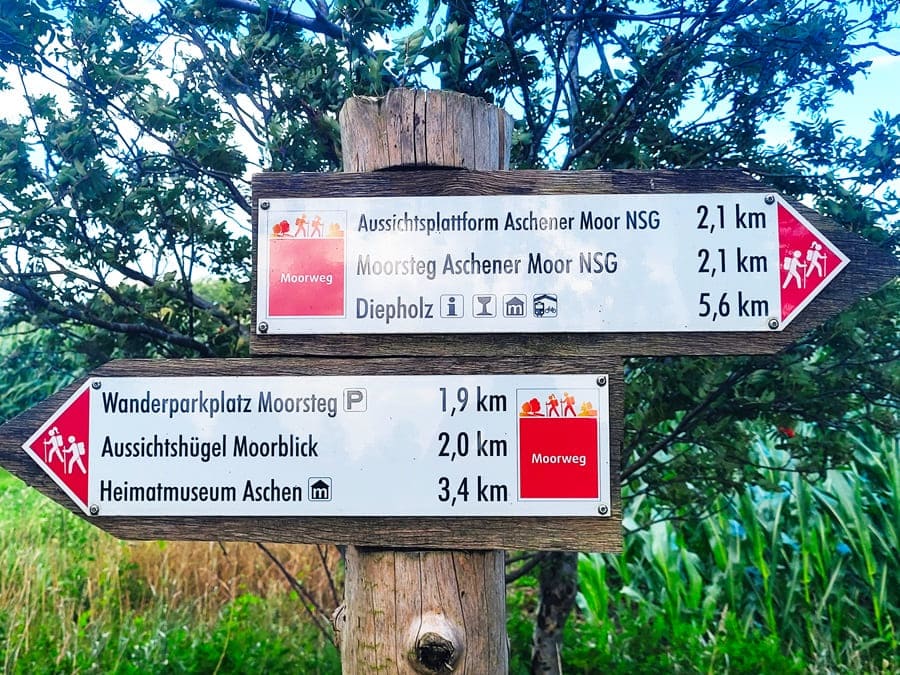 Aussichtsplattform Aschener Moor NSG 2,1 km
Moorweg
Moorsteg Aschener Moor NSG 2,1 km
Diepholz i 5,6 km
Wanderparkplatz Moorsteg P 1,9 km
Aussichtshügel Moorblick 2,0 km
Moorweg
Heimatmuseum Aschen 3,4 km